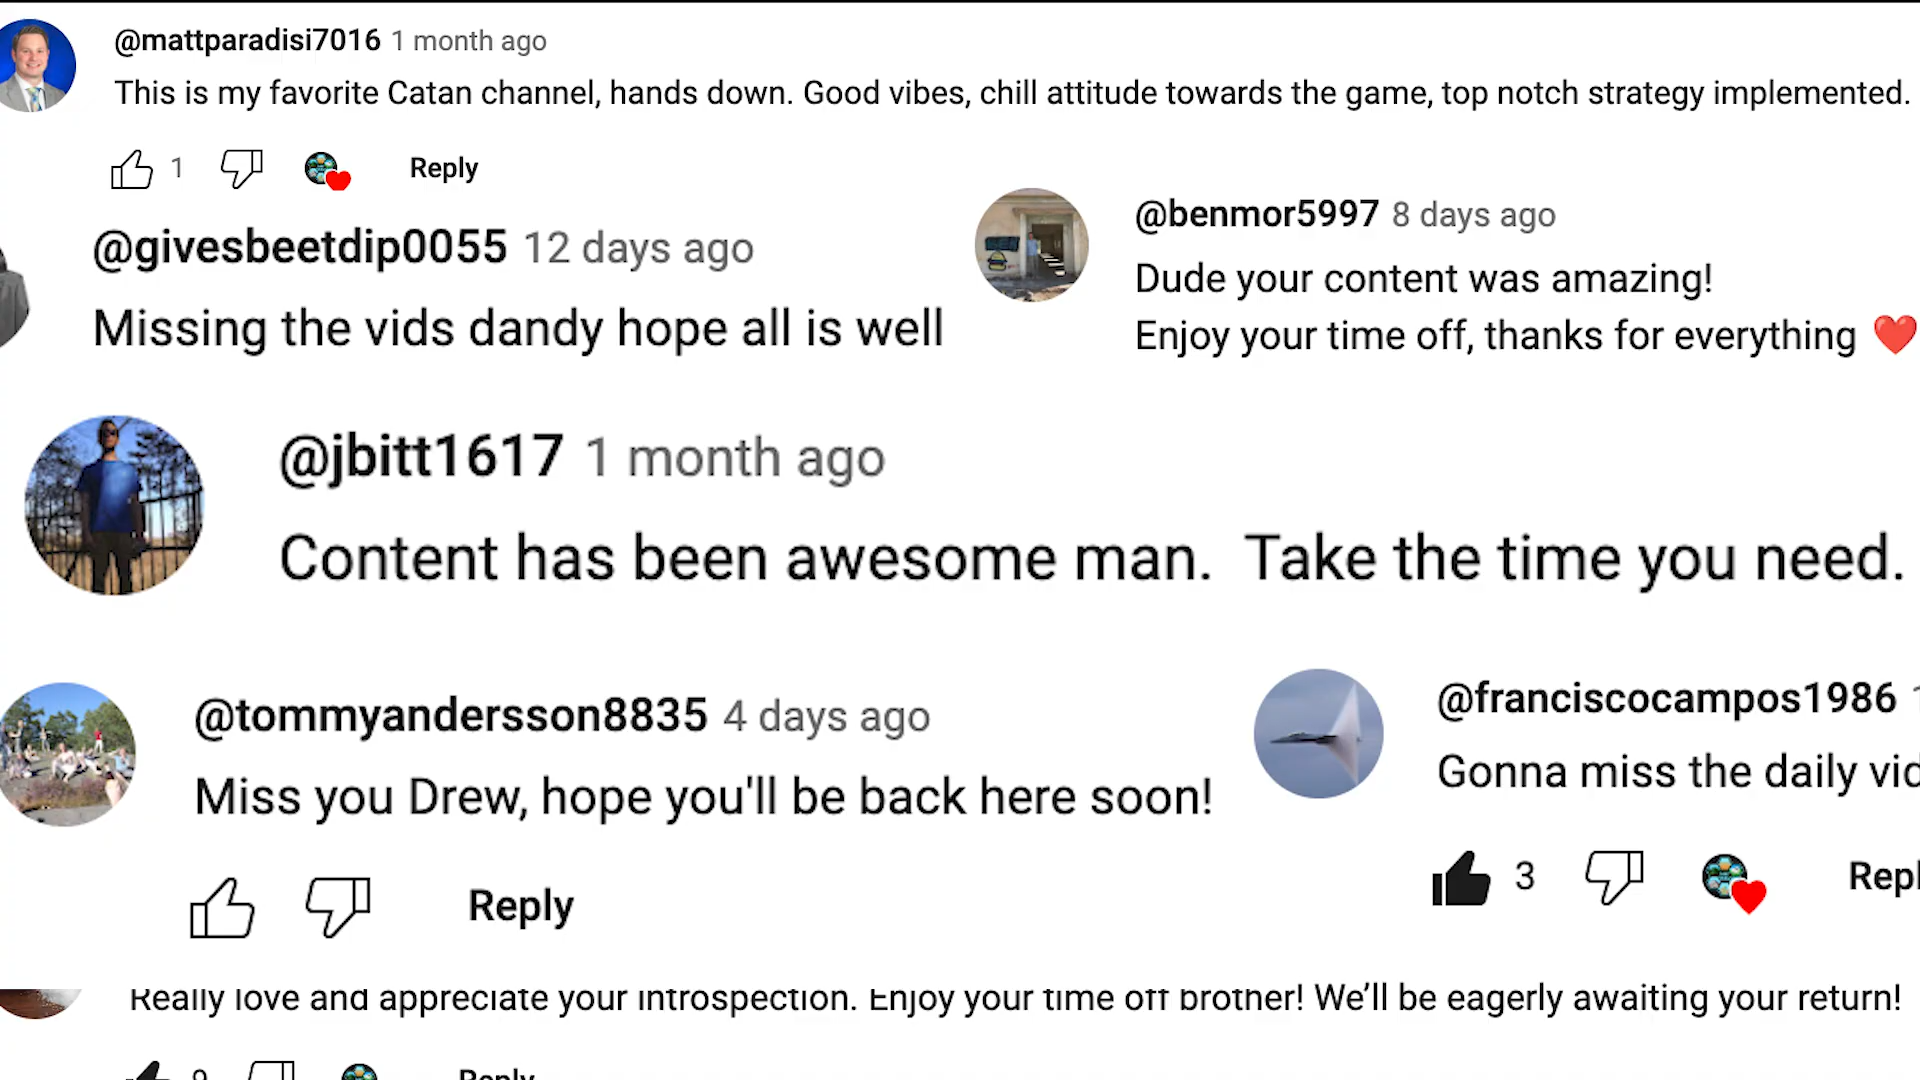 @mattparadisi7016 1 month ago
This is my favorite Catan channel, hands down. Good vibes, chill attitude towards the game, top notch strategy implemented.
1 Reply
@givesbeetdip0055 12 days ago
Missing the vids dandy hope all is well
@benmor5997 8 days ago
Dude your content was amazing!
Enjoy your time off, thanks for everything ❤️
@jbitt1617 1 month ago
Content has been awesome man. Take the time you need.
@tommyandersson8835 4 days ago
Miss you Drew, hope you'll be back here soon!
Reply
@franciscocampos1986
Gonna miss the daily
3
Really love and appreciate your introspection. Enjoy your time off brother! We’ll be eagerly awaiting your return!
Reply